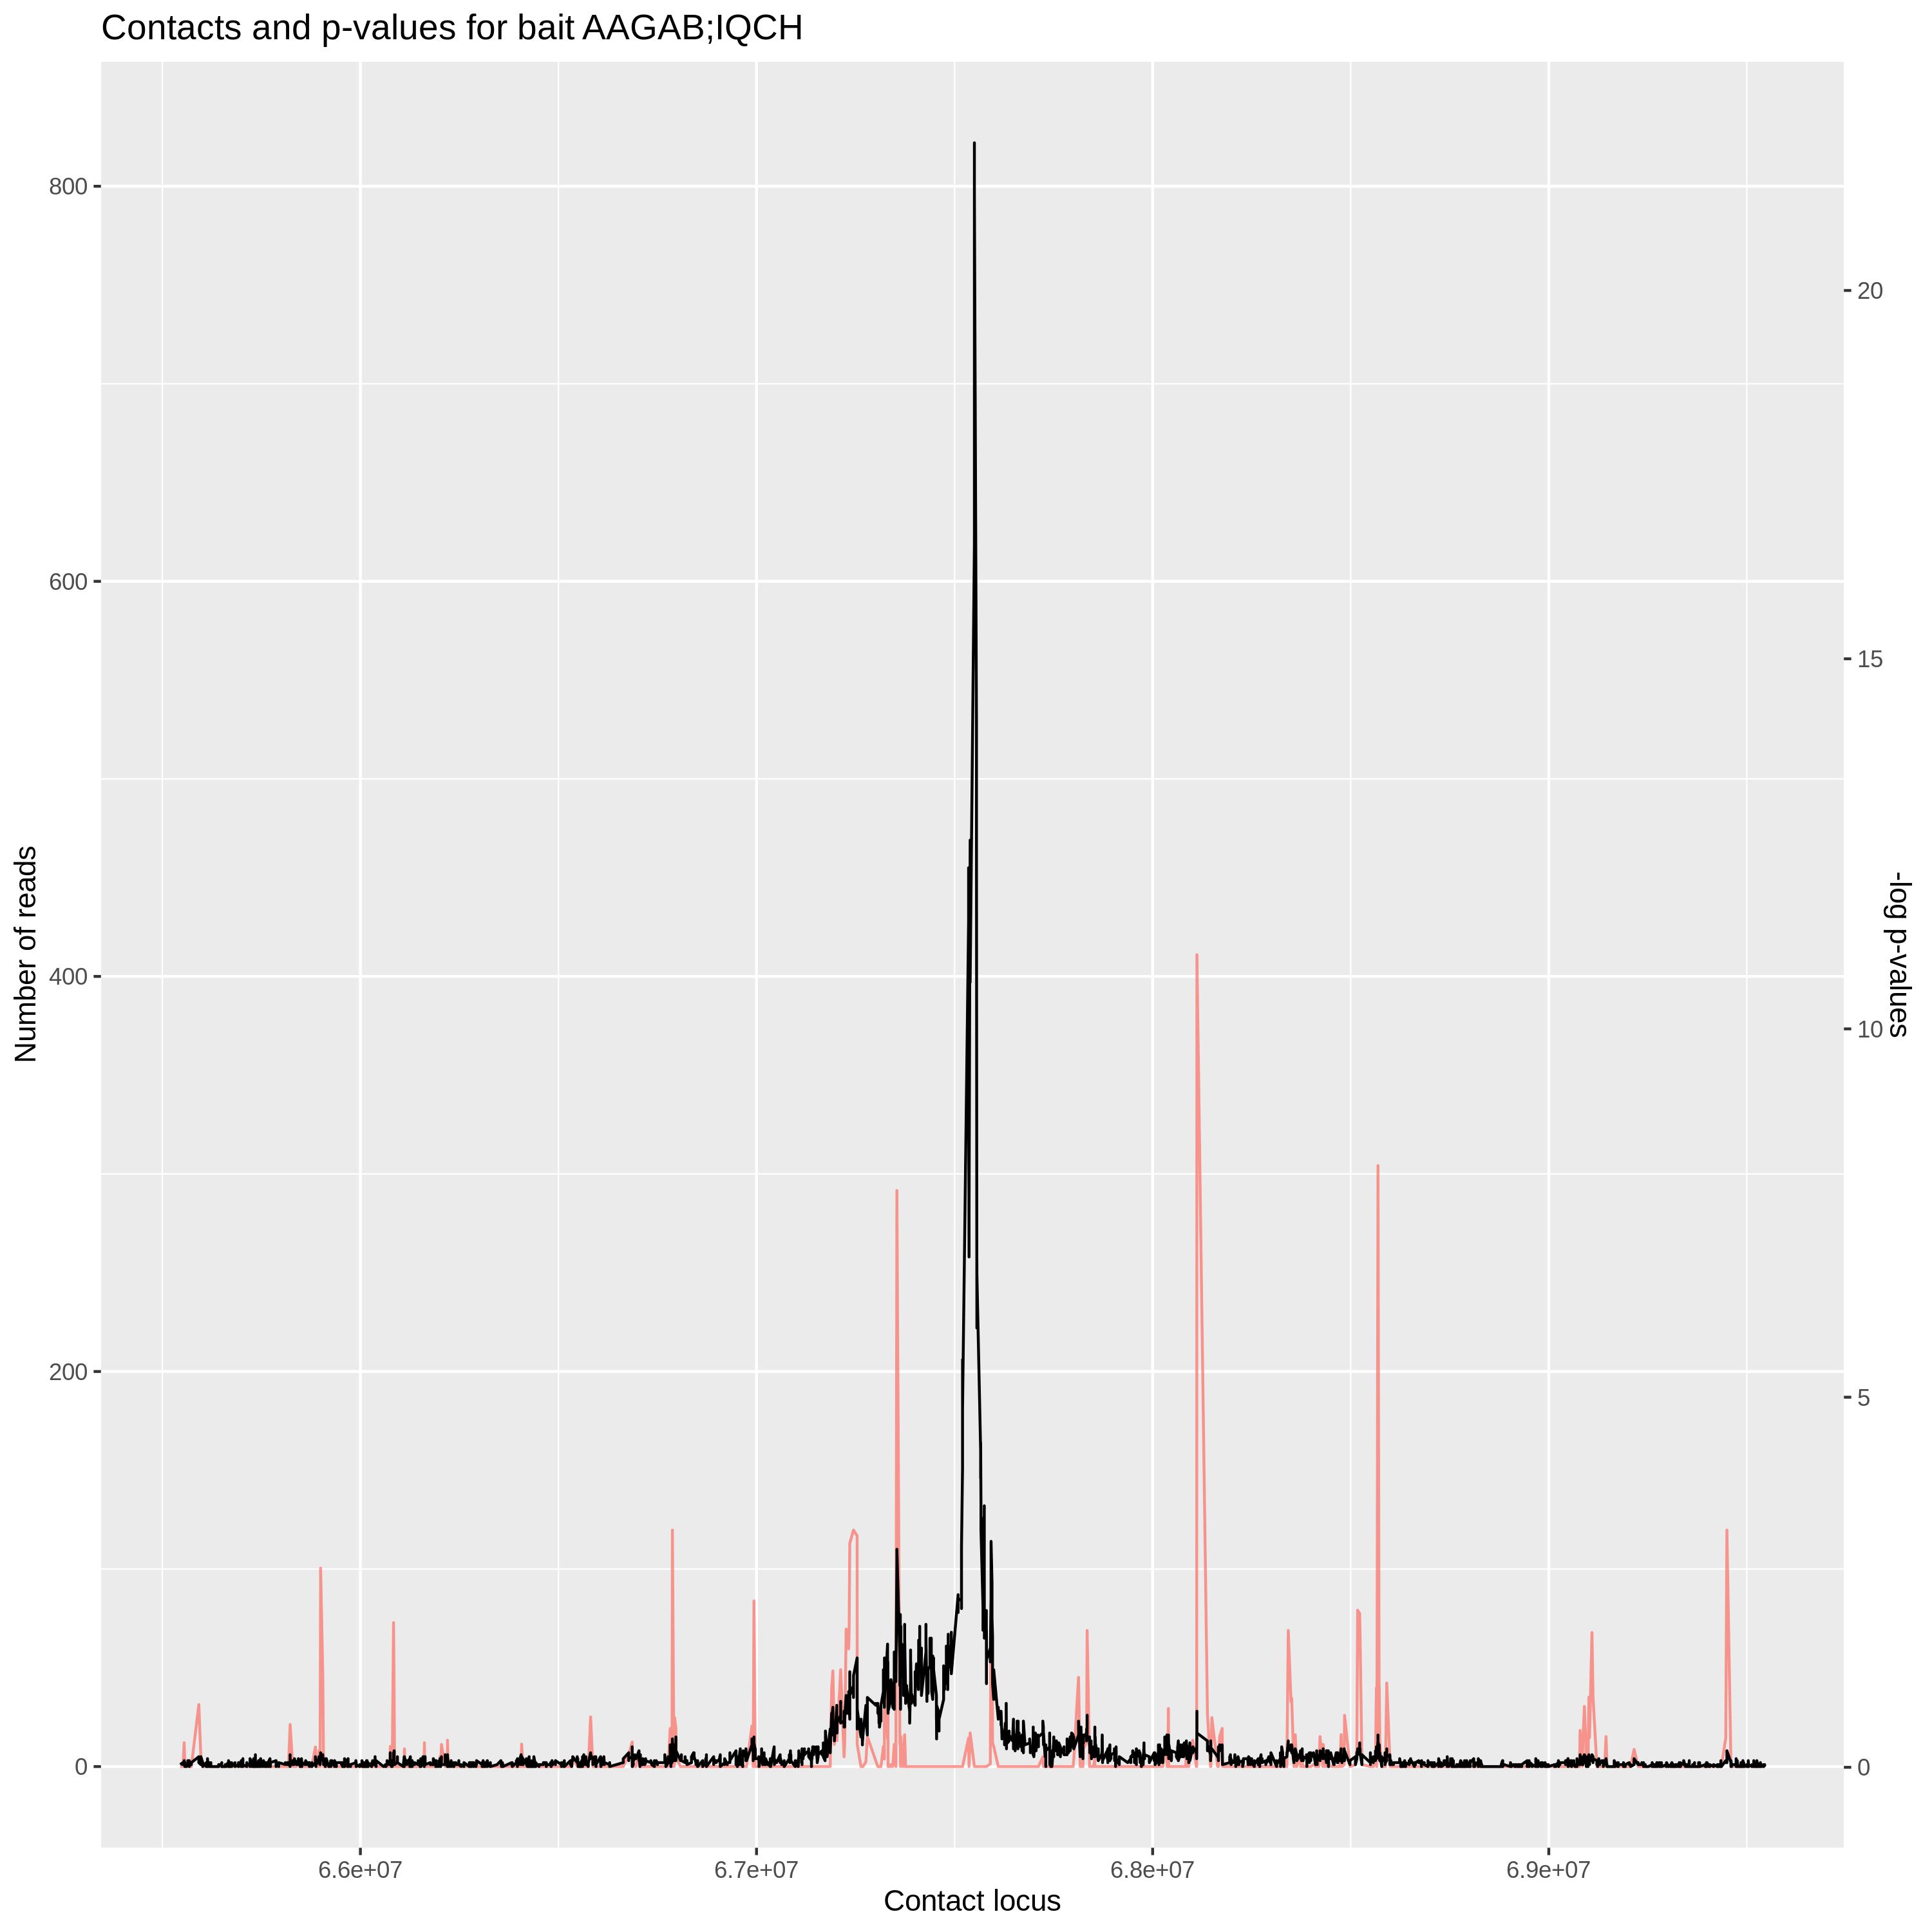 Contacts and p-values for bait AAGAB;IQCH
800
600
400
200
0
Number of reads
20
15
10
5
0
-log p-values
6.6e+07
6.7e+07
6.8e+07
6.9e+07
Contact locus